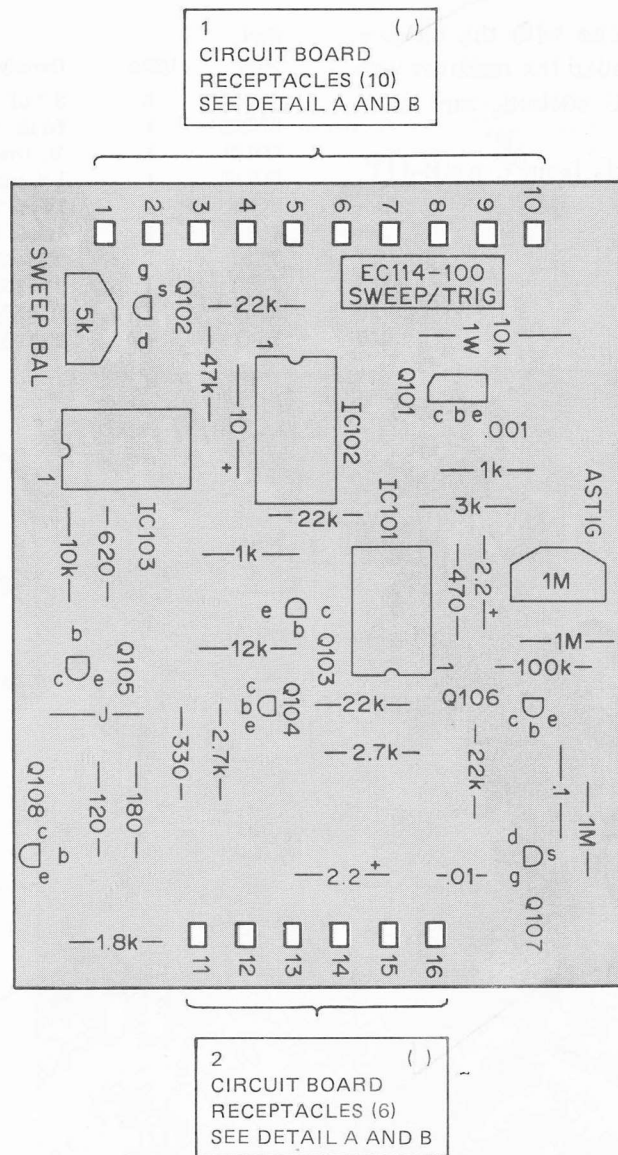 1 ( )
CIRCUIT BOARD
RECEPTACLES (10)
SEE DETAIL A AND B
1 2 3 4 5 6 7 8 9 10
SWEEP BAL
5k
g
s
d
Q102
22k
EC114-100
SWEEP/TRIG
10k
1W
47k
10
+
1
IC102
Q101
c b e
.001
1
IC103
IC101
1k
ASTIG
3k
22k
10k
620
1k
470
2.2
+
1M
e
b
c
Q103
12k
1
1M
100k
b
c
e
Q105
c
b
e
Q104
22k
Q106
c
b
e
J
330
2.7k
2.7k
22k
.1
1M
Q108
c
b
e
120
180
d
s
g
Q107
2.2
+
.01
1.8k
11 12 13 14 15 16
2 ( )
CIRCUIT BOARD
RECEPTACLES (6)
SEE DETAIL A AND B